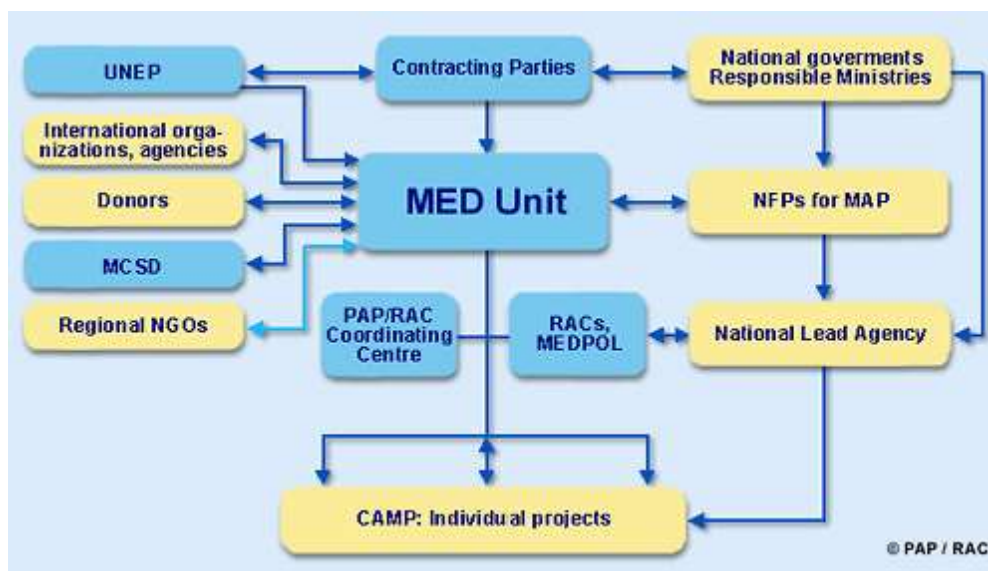 UNEP
Contracting Parties
National goverments
Responsible Ministries
International orga-
nizations, agencies
Donors
MED Unit
NFPs for MAP
MCSD
Regional NGOs
PAP/RAC
Coordinating
Centre
RACs,
MEDPOL
National Lead Agency
CAMP: Individual projects
© PAP / RAC